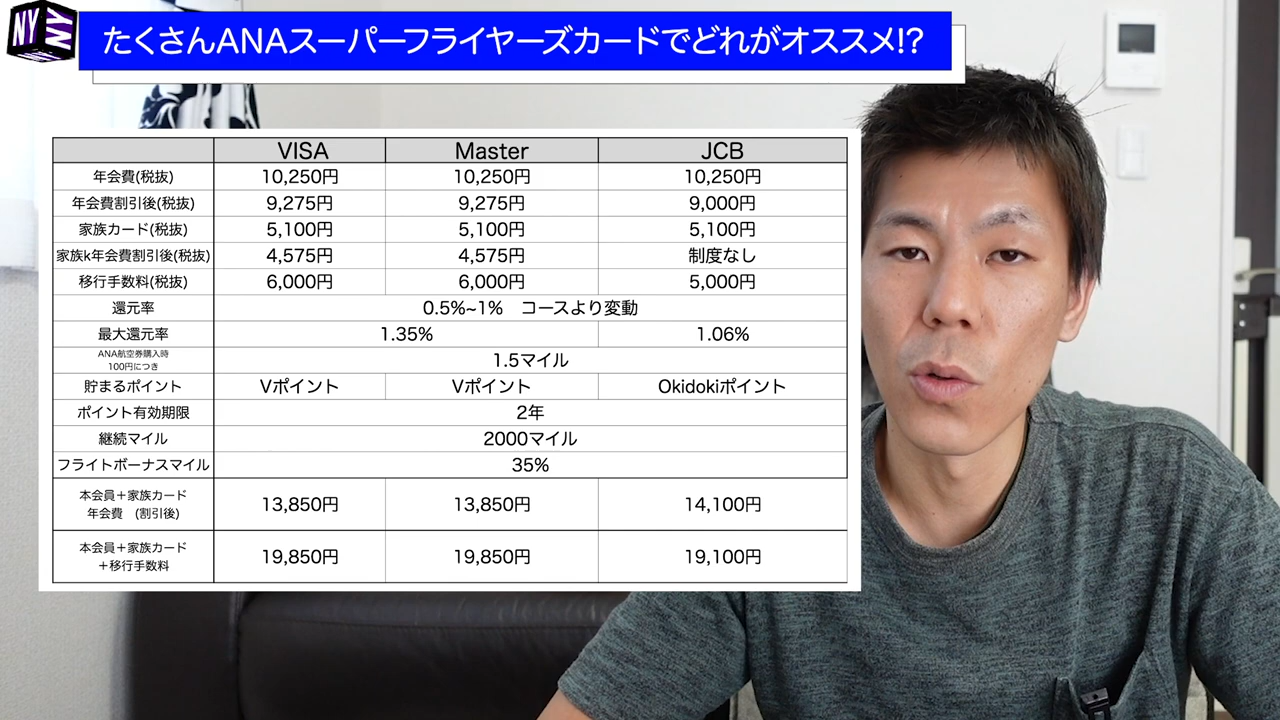 NY
NY
たくさんANAスーパーフライヤーズカードでどれがオススメ!?
VISA Master JCB
年会費(税抜) 10,250円 10,250円 10,250円
年会費割引後(税抜) 9,275円 9,275円 9,000円
家族カード(税抜) 5,100円 5,100円 5,100円
家族k年会費割引後(税抜) 4,575円 4,575円 制度なし
移行手数料(税抜) 6,000円 6,000円 5,000円
還元率 0.5%~1% コースより変動
最大還元率 1.35% 1.06%
ANA航空券購入時
100円につき 1.5マイル
貯まるポイント Vポイント Vポイント Okidokiポイント
ポイント有効期限 2年
継続マイル 2000マイル
フライトボーナスマイル 35%
本会員＋家族カード
年会費 (割引後) 13,850円 13,850円 14,100円
本会員＋家族カード
＋移行手数料 19,850円 19,850円 19,100円